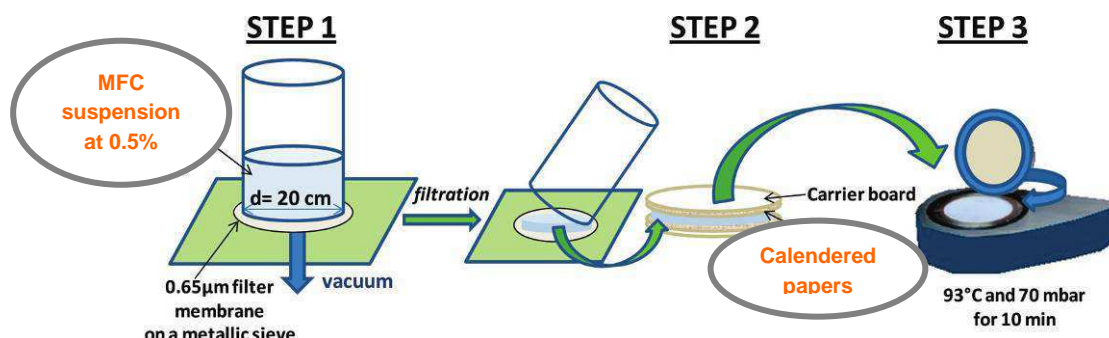 STEP 1
STEP 2
STEP 3
MFC
suspension
at 0.5%
d= 20 cm
filtration
Carrier board
Calendered
papers
0.65µm filter
membrane
on a metallic sieve
vacuum
93°C and 70 mbar
for 10 min